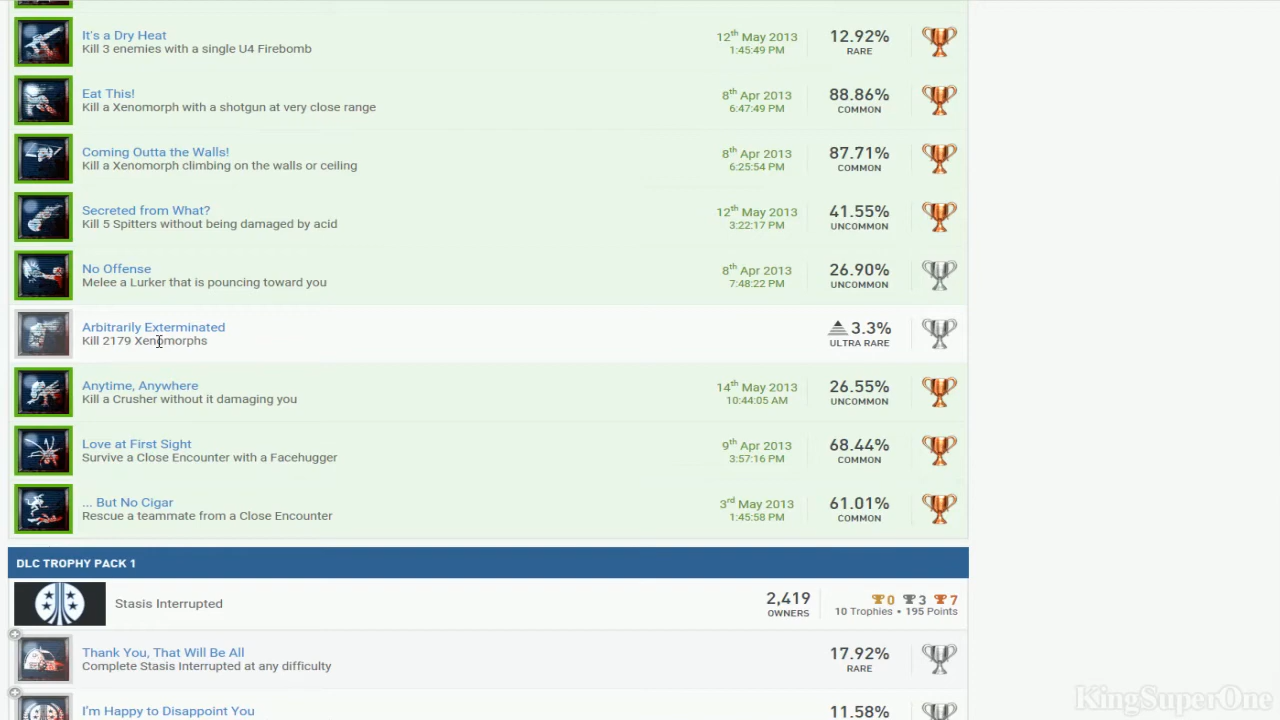 It's a Dry Heat
Kill 3 enemies with a single U4 Firebomb
12th May 2013
1:45:49 PM
12.92%
RARE
Eat This!
Kill a Xenomorph with a shotgun at very close range
8th Apr 2013
6:47:49 PM
88.86%
COMMON
Coming Outta the Walls!
Kill a Xenomorph climbing on the walls or ceiling
8th Apr 2013
6:25:54 PM
87.71%
COMMON
Secreted from What?
Kill 5 Spitters without being damaged by acid
12th May 2013
3:22:17 PM
41.55%
UNCOMMON
No Offense
Melee a Lurker that is pouncing toward you
8th Apr 2013
7:48:22 PM
26.90%
UNCOMMON
Arbitrarily Exterminated
Kill 2179 Xenomorphs
3.3%
ULTRA RARE
Anytime, Anywhere
Kill a Crusher without it damaging you
14th May 2013
10:44:05 AM
26.55%
UNCOMMON
Love at First Sight
Survive a Close Encounter with a Facehugger
9th Apr 2013
3:57:16 PM
68.44%
COMMON
... But No Cigar
Rescue a teammate from a Close Encounter
3rd May 2013
1:45:58 PM
61.01%
COMMON
DLC TROPHY PACK 1
Stasis Interrupted
2,419
OWNERS
0 3 7
10 Trophies • 195 Points
Thank You, That Will Be All
Complete Stasis Interrupted at any difficulty
17.92%
RARE
I'm Happy to Disappoint You
11.58%
KingSuperOne